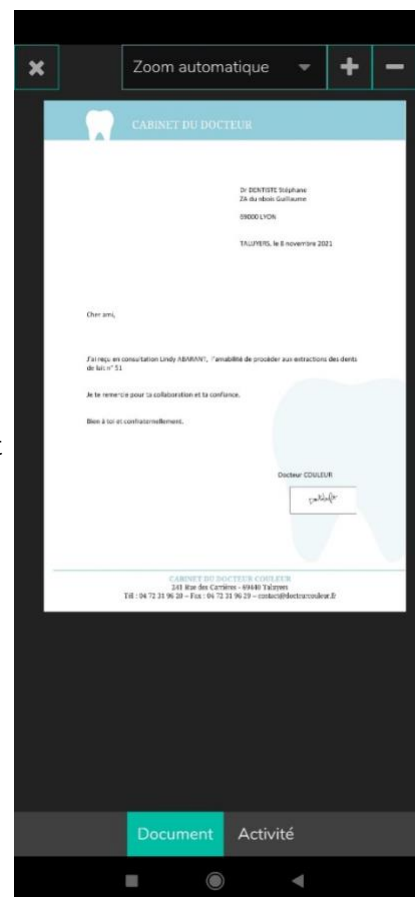 Zoom automatique
CABINET DU DOCTEUR
Dr DENTISTE Stéphane
ZA du nbois Guillaume
69000 LYON
TALUYERS, le 8 novembre 2021
Cher ami,
J'ai reçu en consultation Lindy ABARANT, l'amabilité de procéder aux extractions des dents
de lait n° 51
Je te remercie pour ta collaboration et ta confiance.
Bien à toi et confraternellement.
Docteur COULEUR
CABINET DU DOCTEUR COULEUR
241 Rue des Carrières - 69440 Taluyers
Tél : 04 72 31 96 20 – Fax : 04 72 31 96 29 – contact@docteurcouleur.fr
t
Document Activité